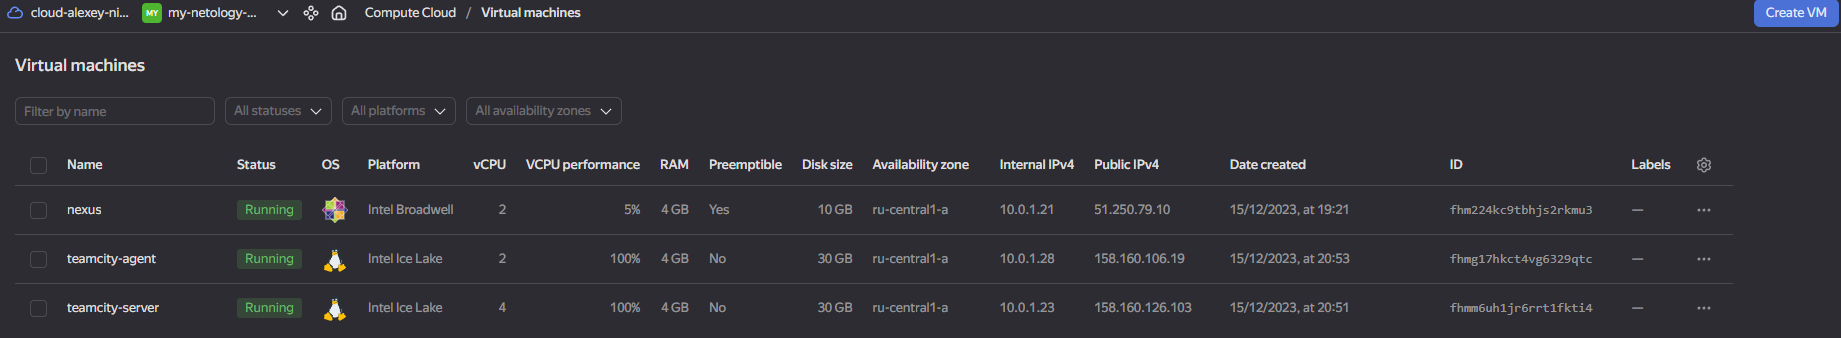 cloud-alexey-ni... MY my-netology-... Compute Cloud / Virtual machines Create VM
Virtual machines
Filter by name All statuses All platforms All availability zones
Name Status OS Platform vCPU VCPU performance RAM Preemptible Disk size Availability zone Internal IPv4 Public IPv4 Date created ID Labels
nexus Running Intel Broadwell 2 5% 4 GB Yes 10 GB ru-central1-a 10.0.1.21 51.250.79.10 15/12/2023, at 19:21 fhm224kc9tbhjs2rkmu3 —
teamcity-agent Running Intel Ice Lake 2 100% 4 GB No 30 GB ru-central1-a 10.0.1.28 158.160.106.19 15/12/2023, at 20:53 fhmg17hkct4vg6329qtc —
teamcity-server Running Intel Ice Lake 4 100% 4 GB No 30 GB ru-central1-a 10.0.1.23 158.160.126.103 15/12/2023, at 20:51 fhmm6uh1jr6rrt1fkti4 —